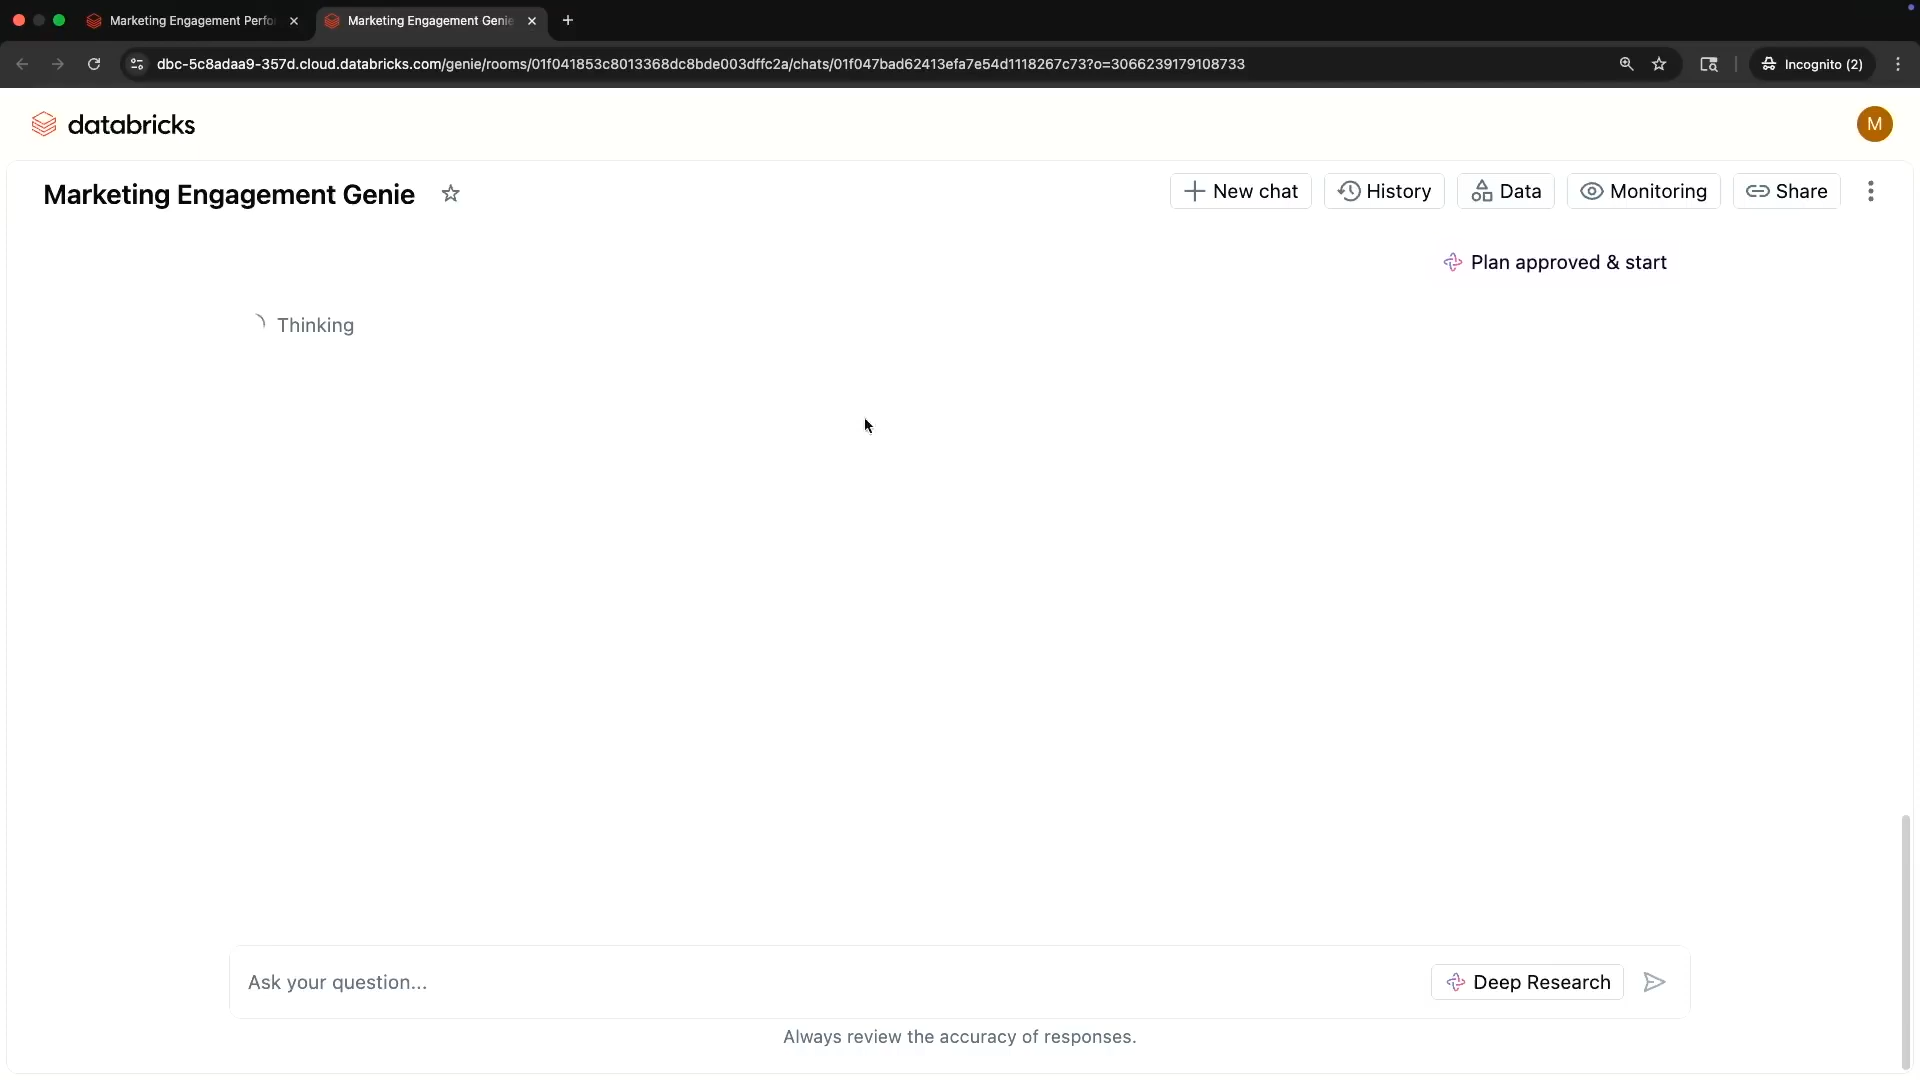 Marketing Engagement Perfo
Marketing Engagement Genie
dbc-5c8adaa9-357d.cloud.databricks.com/genie/rooms/01f041853c8013368dc8bde003dffc2a/chats/01f047bad62413efa7e54d1118267c73?o=3066239179108733
Incognito (2)
databricks
M
Marketing Engagement Genie
New chat
History
Data
Monitoring
Share
Plan approved & start
Thinking
Ask your question...
Deep Research
Always review the accuracy of responses.